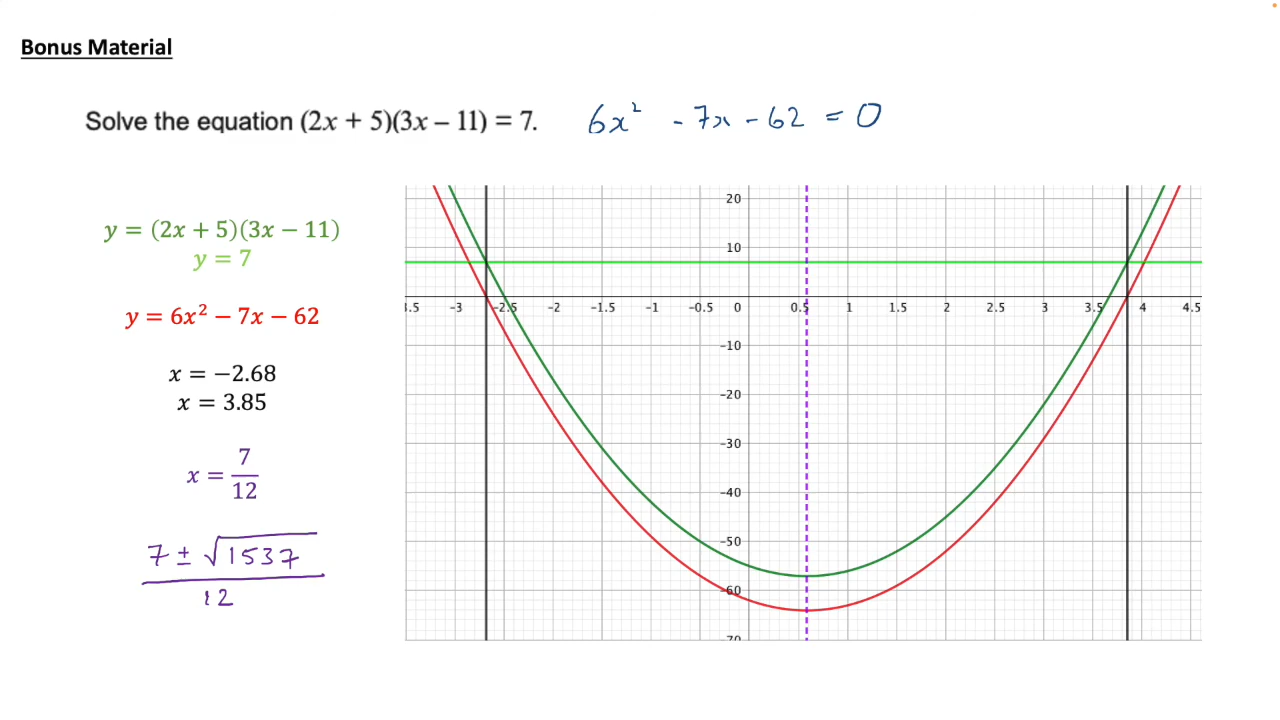 Bonus Material
Solve the equation (2x + 5)(3x – 11) = 7. 6x² - 7x - 62 = 0
y = (2x + 5)(3x − 11)
y = 7
y = 6x² − 7x − 62
x = −2.68
x = 3.85
x = 7/12
7 ± √1537
12
20
10
3.5 -3 -2.5 -2 -1.5 -1 -0.5 0 0.5 1 1.5 2 2.5 3 3.5 4 4.5
-10
-20
-30
-40
-50
-60
-70